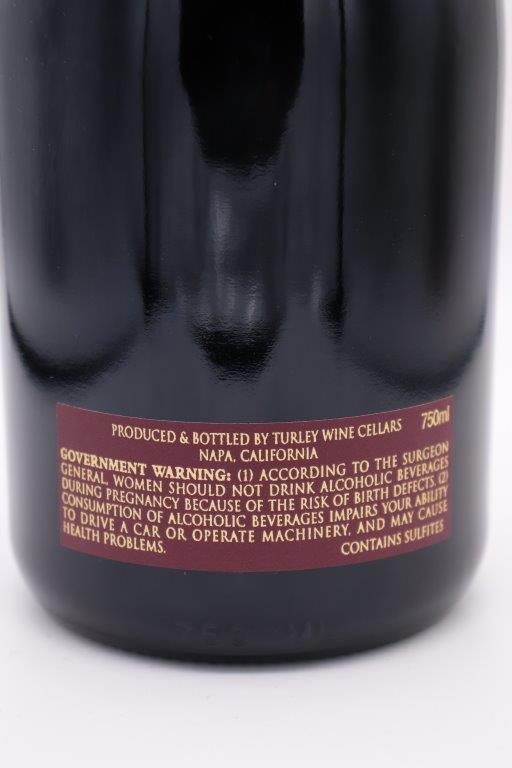 PRODUCED & BOTTLED BY TURLEY WINE CELLARS 750ml
NAPA, CALIFORNIA
GOVERNMENT WARNING: (1) ACCORDING TO THE SURGEON
GENERAL, WOMEN SHOULD NOT DRINK ALCOHOLIC BEVERAGES
DURING PREGNANCY BECAUSE OF THE RISK OF BIRTH DEFECTS. (2)
CONSUMPTION OF ALCOHOLIC BEVERAGES IMPAIRS YOUR ABILITY
TO DRIVE A CAR OR OPERATE MACHINERY, AND MAY CAUSE
HEALTH PROBLEMS. CONTAINS SULFITES